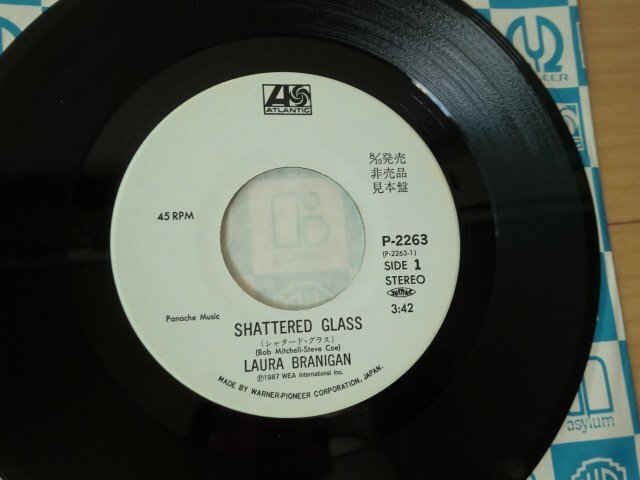 ATLANTIC
8/10発売
非売品
見本盤
45 RPM
P-2263
(P-2263-1)
SIDE 1
STEREO
3:42
Panache Music
SHATTERED GLASS
(シャタード・グラス)
(Bob Mitchell-Steve Coe)
LAURA BRANIGAN
Ⓟ1987 WEA International Inc.
MADE BY WARNER-PIONEER CORPORATION, JAPAN.
asylum